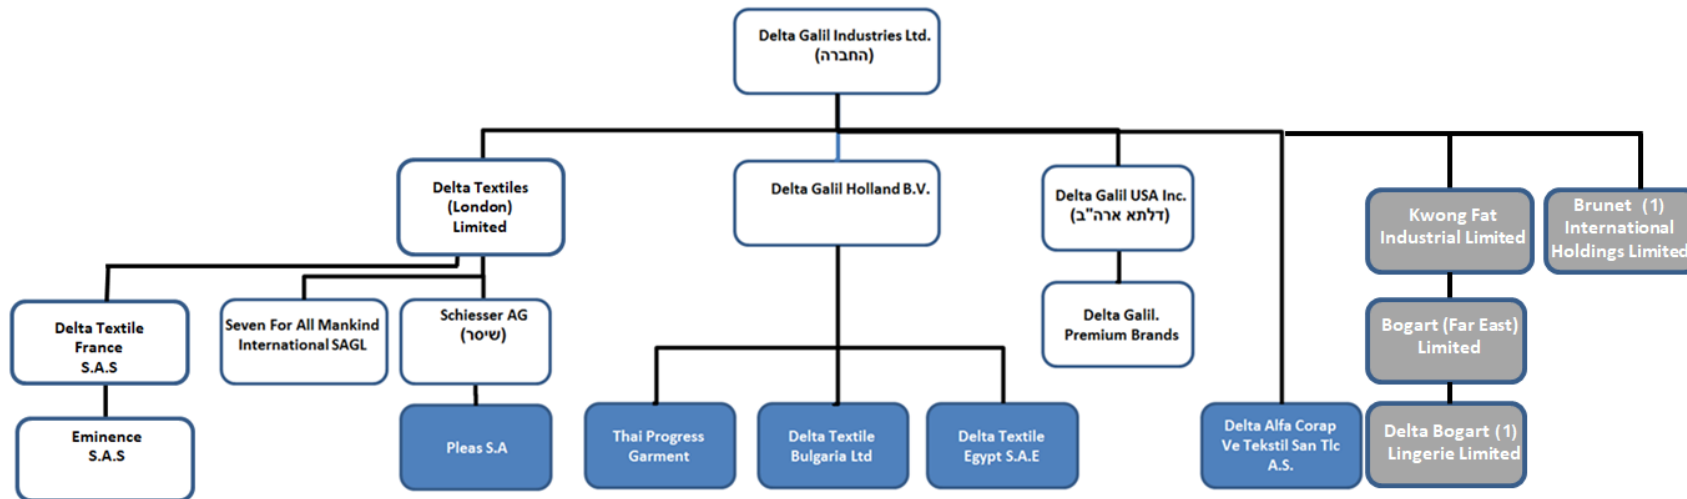 Delta Galil Industries Ltd.
(החברה)
Delta Textiles
(London)
Limited
Delta Galil Holland B.V.
Delta Galil USA Inc.
(דלתא ארה"ב)
Kwong Fat
Industrial Limited
Brunet (1)
International
Holdings Limited
Delta Textile
France
S.A.S
Seven For All Mankind
International SAGL
Schiesser AG
(שיסר)
Delta Galil.
Premium Brands
Bogart (Far East)
Limited
Eminence
S.A.S
Pleas S.A
Thai Progress
Garment
Delta Textile
Bulgaria Ltd
Delta Textile
Egypt S.A.E
Delta Alfa Corap
Ve Tekstil San Tlc
A.S.
Delta Bogart (1)
Lingerie Limited